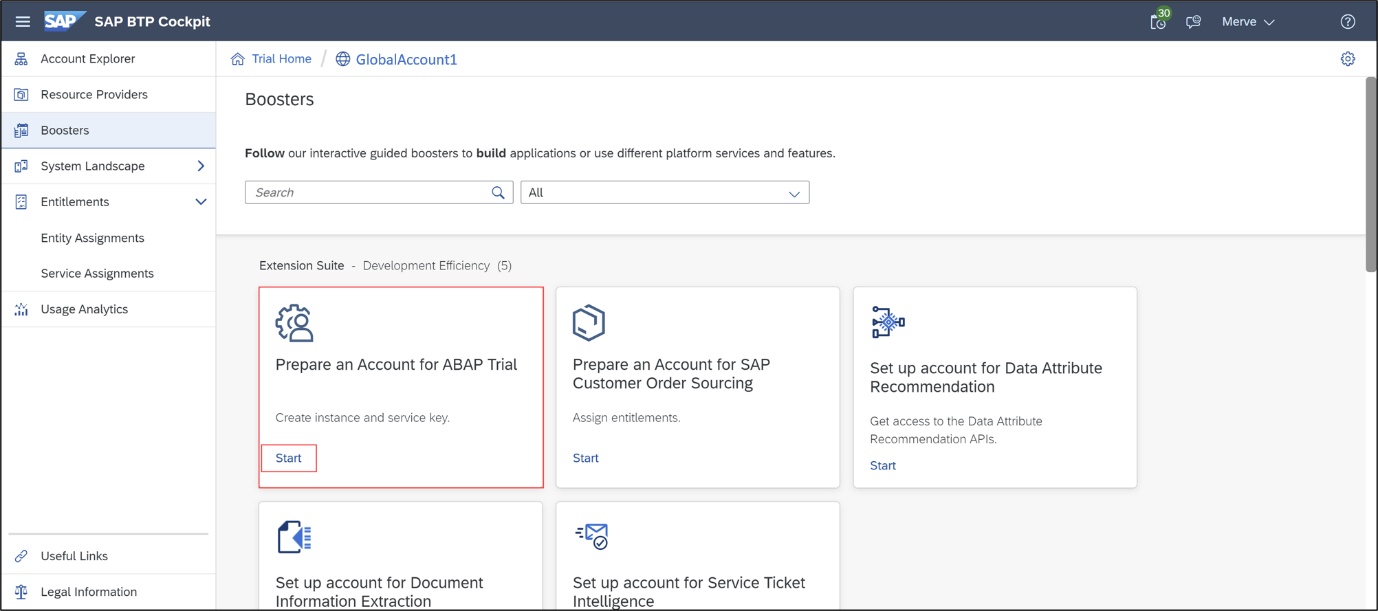 SAP SAP BTP Cockpit 30 Merve
Account Explorer
Resource Providers
Boosters
System Landscape
Entitlements
Entity Assignments
Service Assignments
Usage Analytics
Useful Links
Legal Information
Trial Home / GlobalAccount1
Boosters
Follow our interactive guided boosters to build applications or use different platform services and features.
Search All
Extension Suite - Development Efficiency (5)
Prepare an Account for ABAP Trial
Create instance and service key.
Start
Prepare an Account for SAP
Customer Order Sourcing
Assign entitlements.
Start
Set up account for Data Attribute
Recommendation
Get access to the Data Attribute
Recommendation APIs.
Start
Set up account for Document
Information Extraction
Set up account for Service Ticket
Intelligence